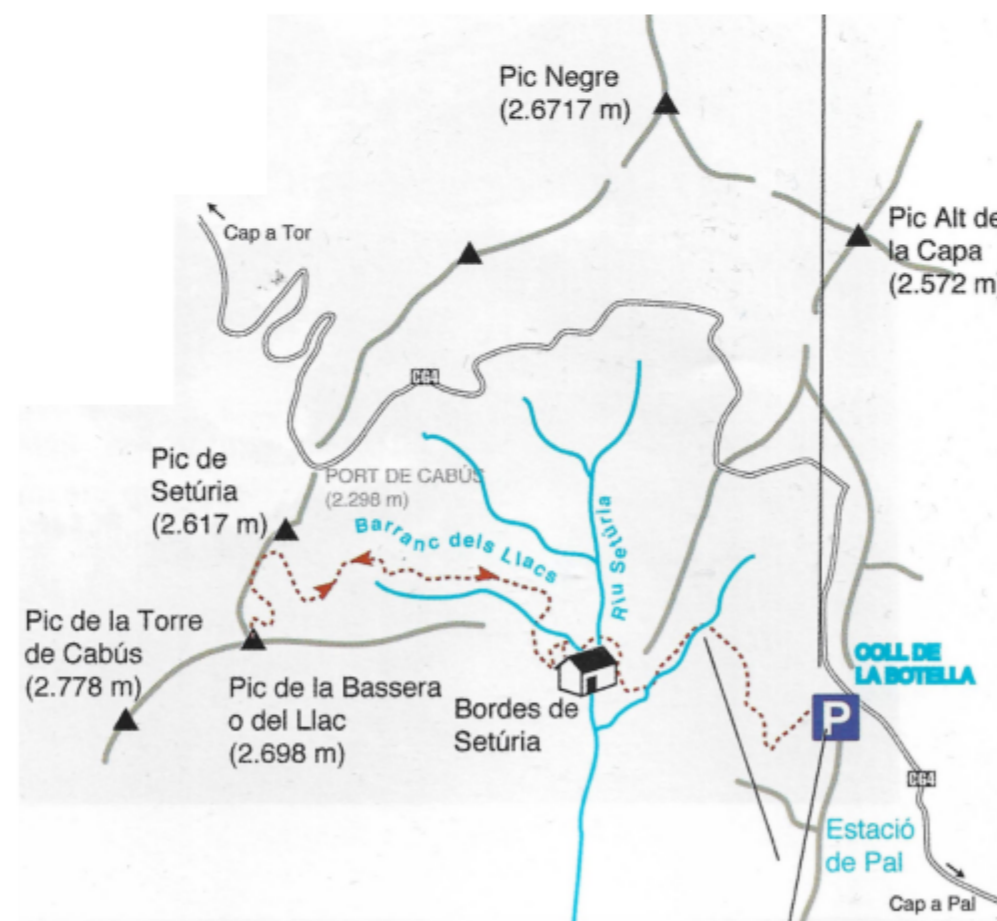 Pic Negre
(2.6717 m)
Cap a Tor
Pic Alt de
la Capa
(2.572 m
CG4
Pic de
Setúria
(2.617 m)
PORT DE CABÚS
(2.298 m)
Barranc dels Llacs
Riu Setúria
Pic de la Torre
de Cabús
(2.778 m)
Pic de la Bassera
o del Llac
(2.698 m)
Bordes de
Setúria
COLL DE
LA BOTELLA
P
CG4
Estació
de Pal
Cap a Pal